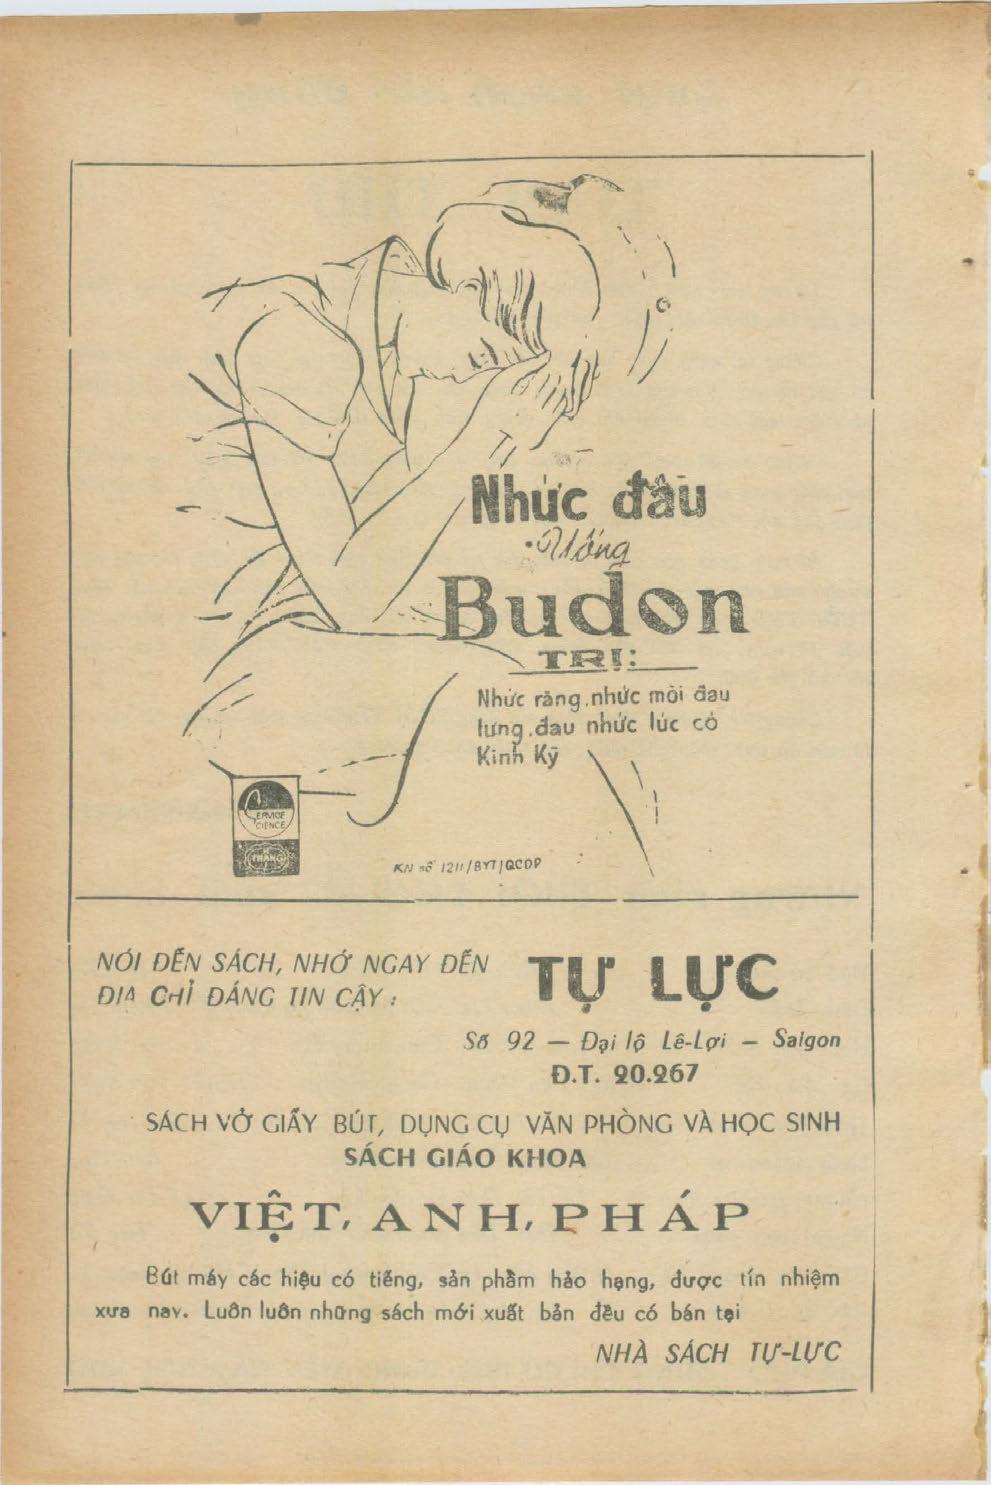 Nhức đầu
Uống
Budon
TRỊ:
Nhức răng, nhức mỏi đau
lưng, đau nhức lúc có
Kinh Kỳ
SERVICE
SCIENCE
THANG
KN số 1211/BYT/QCDP
NÓI ĐẾN SÁCH, NHỚ NGAY ĐẾN
ĐỊA CHỈ ĐÁNG TIN CẬY :
TỰ LỰC
Số 92 — Đại lộ Lê-Lợi — Saigon
Đ.T. 20.267
SÁCH VỞ GIẤY BÚT, DỤNG CỤ VĂN PHÒNG VÀ HỌC SINH
SÁCH GIÁO KHOA
VIỆT, ANH, PHÁP
Bút máy các hiệu có tiếng, sản phẩm hảo hạng, được tín nhiệm
xưa nay. Luôn luôn những sách mới xuất bản đều có bán tại
NHÀ SÁCH TỰ-LỰC